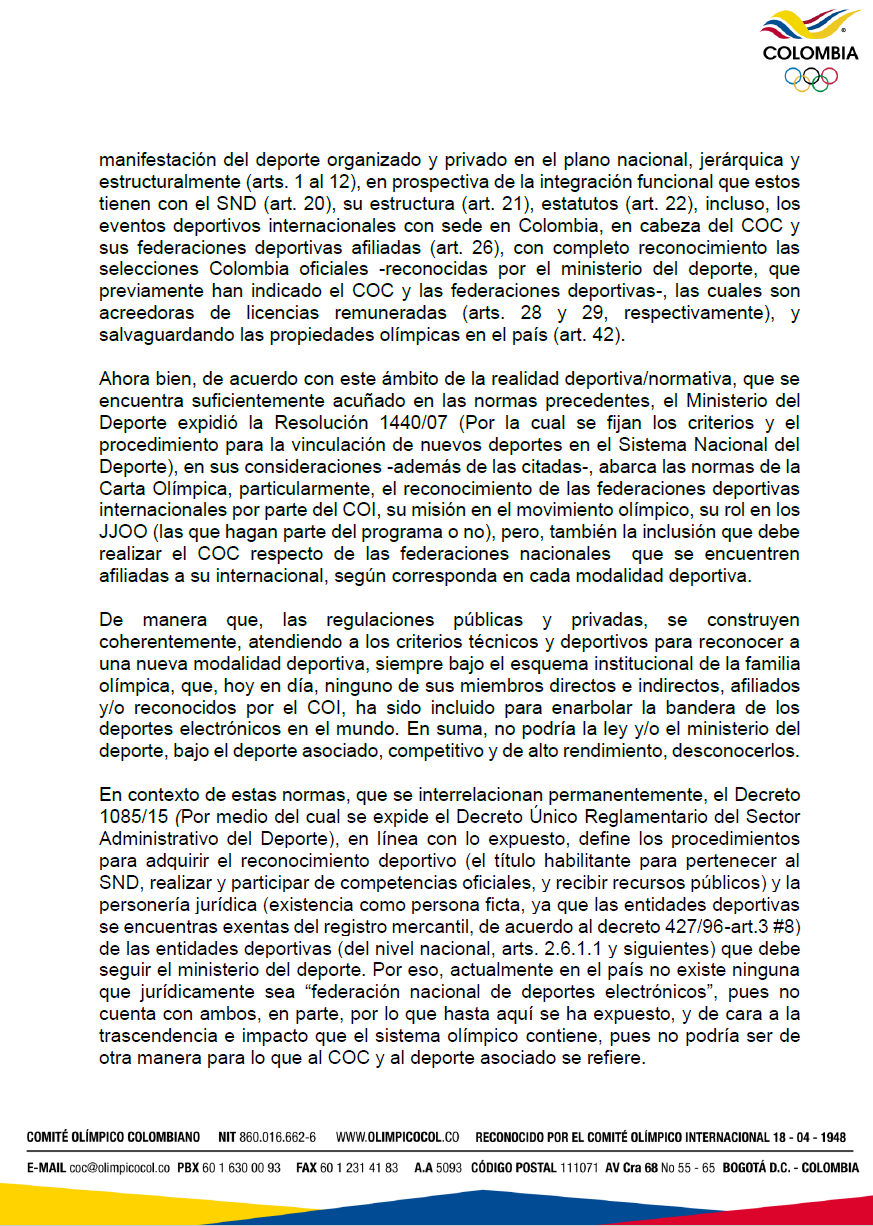 COLOMBIA
manifestación del deporte organizado y privado en el plano nacional, jerárquica y
estructuralmente (arts. 1 al 12), en prospectiva de la integración funcional que estos
tienen con el SND (art. 20), su estructura (art. 21), estatutos (art. 22), incluso, los
eventos deportivos internacionales con sede en Colombia, en cabeza del COC y
sus federaciones deportivas afiliadas (art. 26), con completo reconocimiento las
selecciones Colombia oficiales -reconocidas por el ministerio del deporte, que
previamente han indicado el COC y las federaciones deportivas-, las cuales son
acreedoras de licencias remuneradas (arts. 28 y 29, respectivamente), y
salvaguardando las propiedades olímpicas en el país (art. 42).
Ahora bien, de acuerdo con este ámbito de la realidad deportiva/normativa, que se
encuentra suficientemente acuñado en las normas precedentes, el Ministerio del
Deporte expidió la Resolución 1440/07 (Por la cual se fijan los criterios y el
procedimiento para la vinculación de nuevos deportes en el Sistema Nacional del
Deporte), en sus consideraciones -además de las citadas-, abarca las normas de la
Carta Olímpica, particularmente, el reconocimiento de las federaciones deportivas
internacionales por parte del COI, su misión en el movimiento olímpico, su rol en los
JJOO (las que hagan parte del programa o no), pero, también la inclusión que debe
realizar el COC respecto de las federaciones nacionales que se encuentren
afiliadas a su internacional, según corresponda en cada modalidad deportiva.
De manera que, las regulaciones públicas y privadas, se construyen
coherentemente, atendiendo a los criterios técnicos y deportivos para reconocer a
una nueva modalidad deportiva, siempre bajo el esquema institucional de la familia
olímpica, que, hoy en día, ninguno de sus miembros directos e indirectos, afiliados
y/o reconocidos por el COI, ha sido incluido para enarbolar la bandera de los
deportes electrónicos en el mundo. En suma, no podría la ley y/o el ministerio del
deporte, bajo el deporte asociado, competitivo y de alto rendimiento, desconocerlos.
En contexto de estas normas, que se interrelacionan permanentemente, el Decreto
1085/15 (Por medio del cual se expide el Decreto Único Reglamentario del Sector
Administrativo del Deporte), en línea con lo expuesto, define los procedimientos
para adquirir el reconocimiento deportivo (el título habilitante para pertenecer al
SND, realizar y participar de competencias oficiales, y recibir recursos públicos) y la
personería jurídica (existencia como persona ficta, ya que las entidades deportivas
se encuentras exentas del registro mercantil, de acuerdo al decreto 427/96-art.3 #8)
de las entidades deportivas (del nivel nacional, arts. 2.6.1.1 y siguientes) que debe
seguir el ministerio del deporte. Por eso, actualmente en el país no existe ninguna
que jurídicamente sea “federación nacional de deportes electrónicos”, pues no
cuenta con ambos, en parte, por lo que hasta aquí se ha expuesto, y de cara a la
trascendencia e impacto que el sistema olímpico contiene, pues no podría ser de
otra manera para lo que al COC y al deporte asociado se refiere.
COMITÉ OLÍMPICO COLOMBIANO NIT 860.016.662-6 WWW.OLIMPICOCOL.CO RECONOCIDO POR EL COMITÉ OLÍMPICO INTERNACIONAL 18 - 04 - 1948
E-MAIL coc@olimpicocol.co PBX 60 1 630 00 93 FAX 60 1 231 41 83 A.A 5093 CÓDIGO POSTAL 111071 AV Cra 68 No 55 - 65 BOGOTÁ D.C. - COLOMBIA